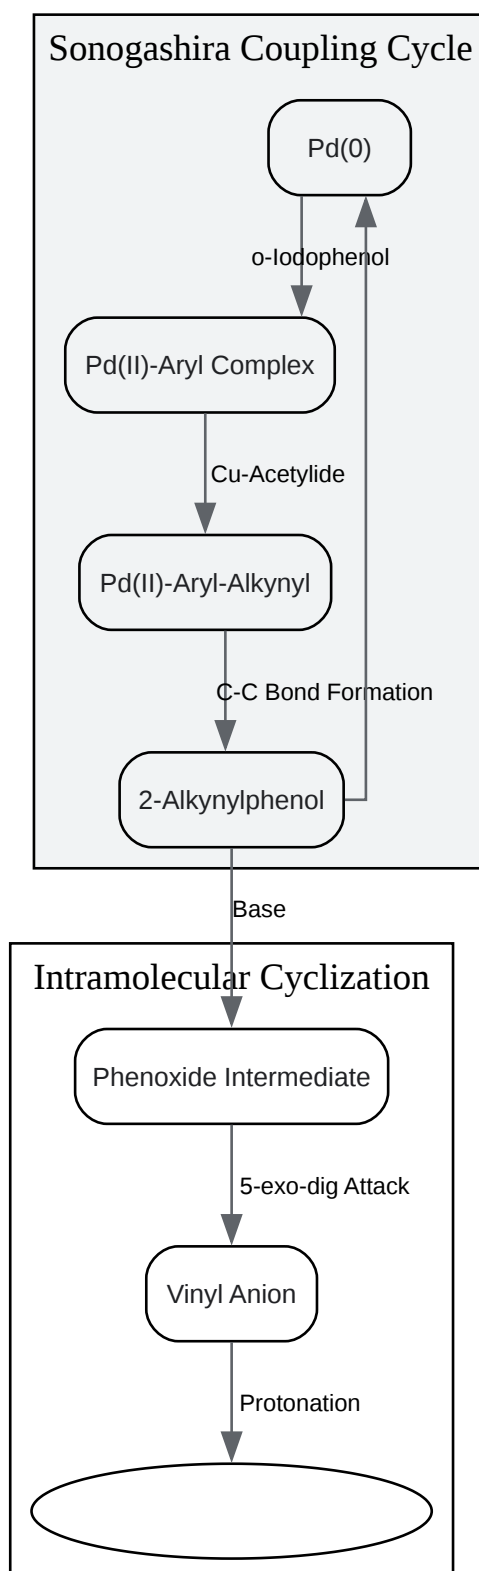 Sonogashira Coupling Cycle
Pd(0)
o-Iodophenol
Pd(II)-Aryl Complex
Cu-Acetylide
Pd(II)-Aryl-Alkynyl
C-C Bond Formation
2-Alkynylphenol
Base
Intramolecular Cyclization
Phenoxide Intermediate
5-exo-dig Attack
Vinyl Anion
Protonation